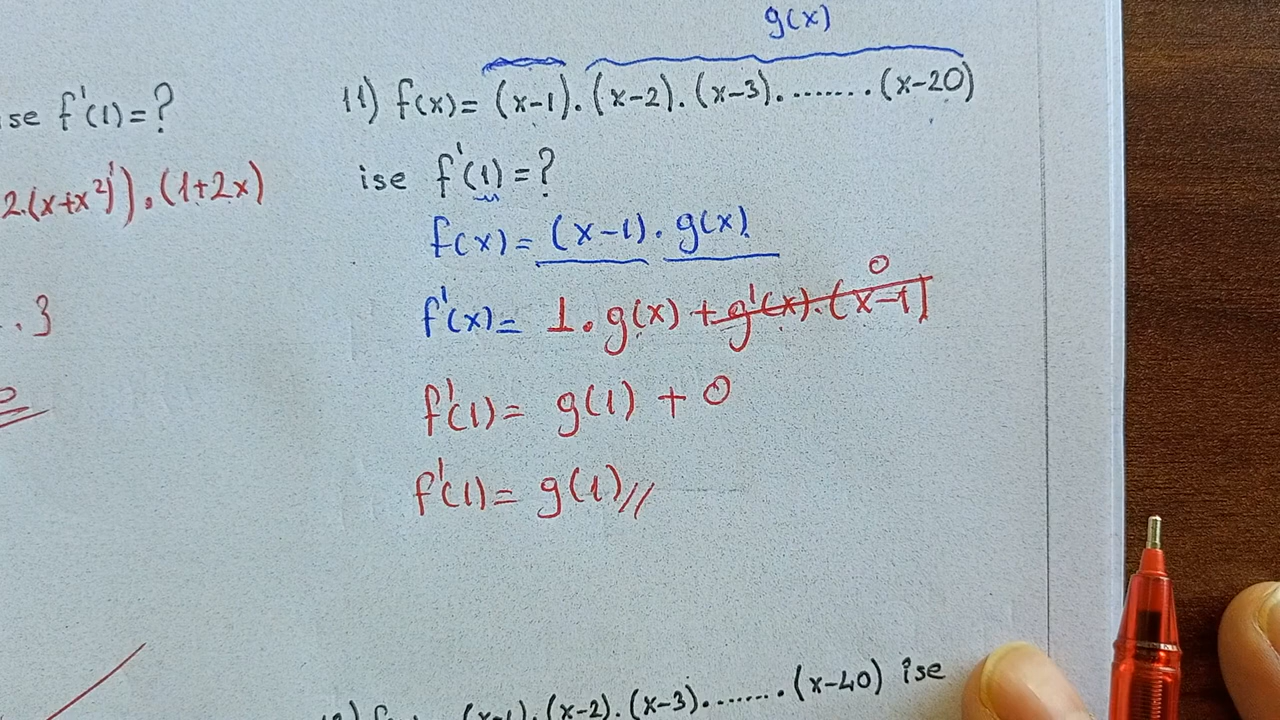 se f'(1)=?
2.(x+x²)').(1+2x)
. 3
g(x)
11) f(x)= (x-1).(x-2).(x-3)........(x-20)
ise f'(1)=?
f(x)= (x-1). g(x)
f'(x)= 1. g(x) + g'(x).(x-1)
0
f'(1)= g(1) + 0
f'(1)= g(1)//
(x-1).(x-2).(x-3)........(x-40) ise